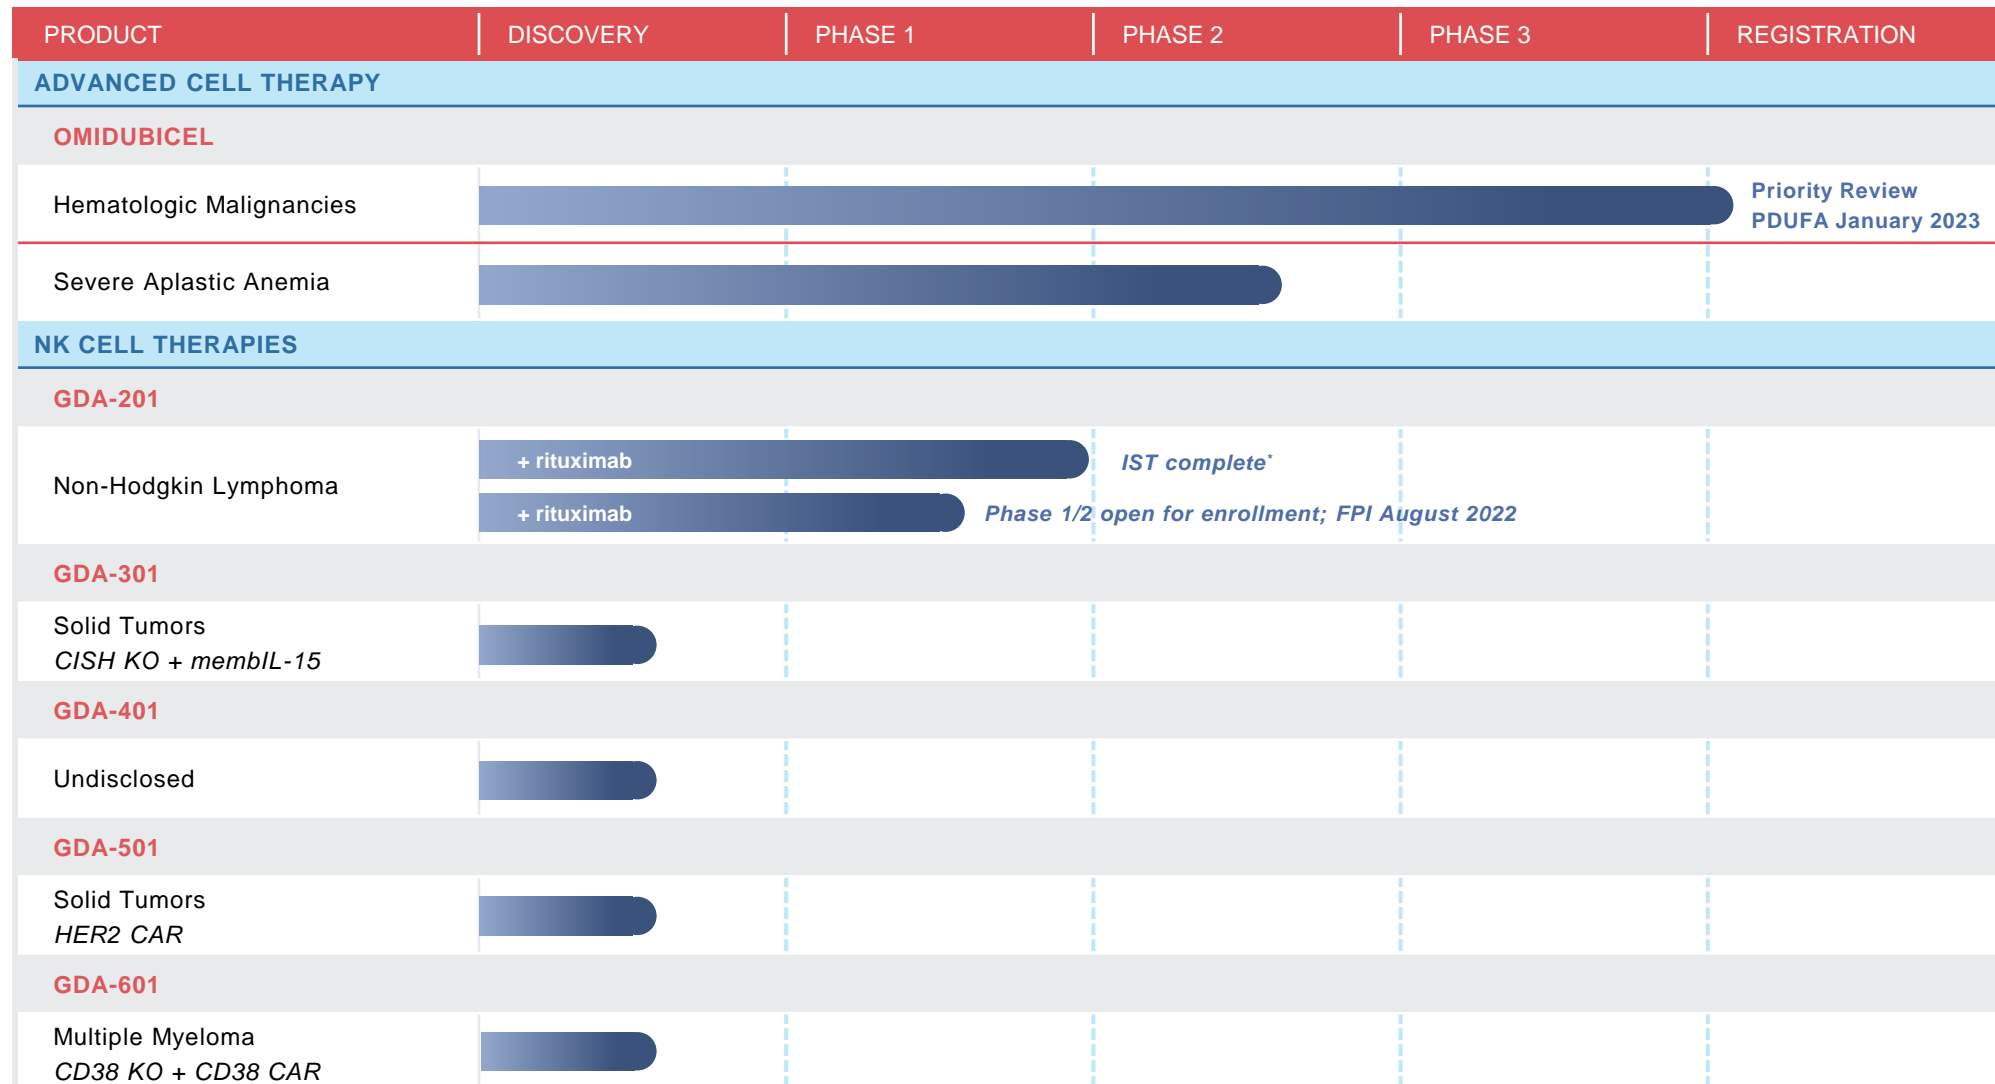 PRODUCT DISCOVERY PHASE 1 PHASE 2 PHASE 3 REGISTRATION
ADVANCED CELL THERAPY
OMIDUBICEL
Hematologic Malignancies
Priority Review
PDUFA January 2023
Severe Aplastic Anemia
NK CELL THERAPIES
GDA-201
Non-Hodgkin Lymphoma
+ rituximab IST complete*
+ rituximab Phase 1/2 open for enrollment; FPI August 2022
GDA-301
Solid Tumors
CISH KO + membIL-15
GDA-401
Undisclosed
GDA-501
Solid Tumors
HER2 CAR
GDA-601
Multiple Myeloma
CD38 KO + CD38 CAR